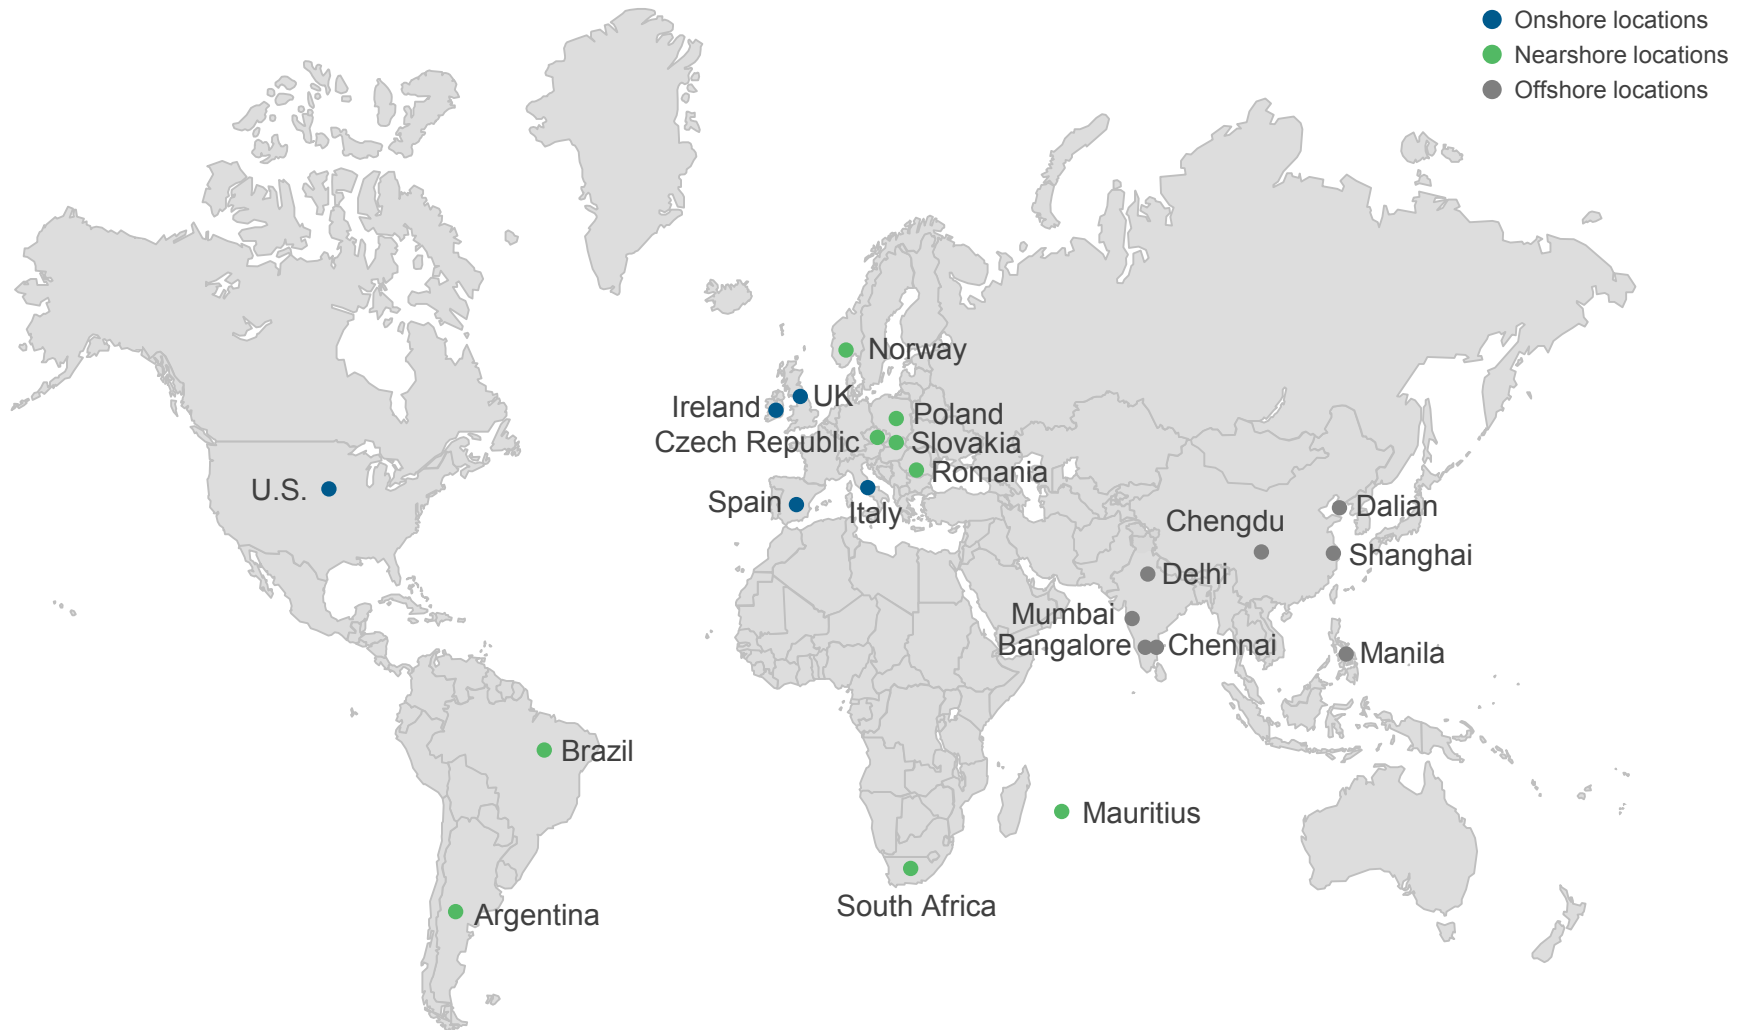 Onshore locations
Nearshore locations
Offshore locations
Norway
UK
Ireland
Poland
Czech Republic
Slovakia
Romania
U.S.
Spain
Italy
Dalian
Chengdu
Shanghai
Delhi
Mumbai
Bangalore
Chennai
Manila
Brazil
Mauritius
South Africa
Argentina